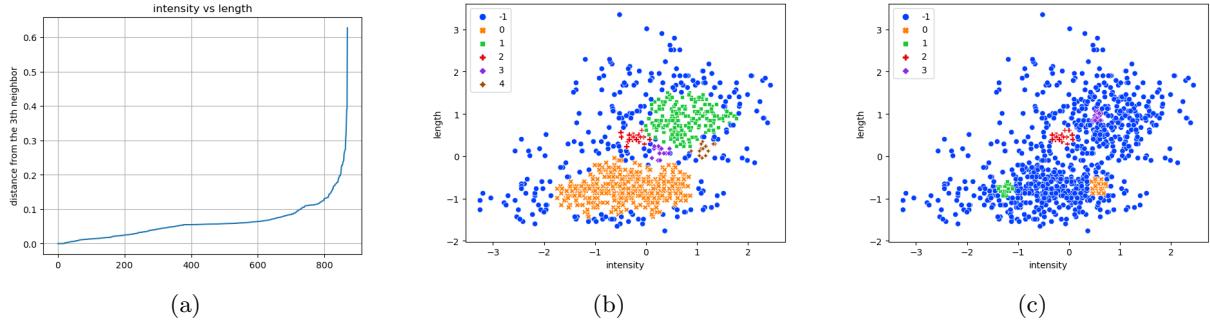 intensity vs length
distance from the 3th neighbor
0.6
0.5
0.4
0.3
0.2
0.1
0.0
0 200 400 600 800
(a)
length
3
2
1
0
−1
−2
-1
0
1
2
3
4
−3 −2 −1 0 1 2
intensity
(b)
length
3
2
1
0
−1
−2
-1
0
1
2
3
−3 −2 −1 0 1 2
intensity
(c)